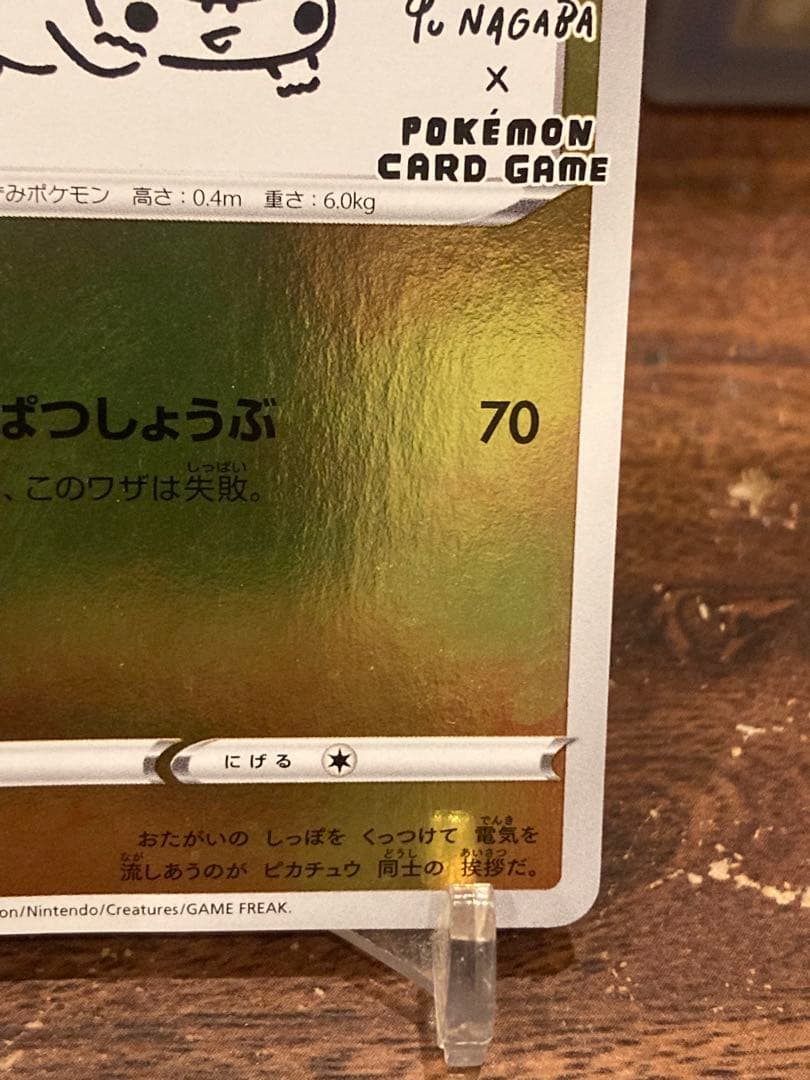 Yu NAGABA
×
POKÉMON
CARD GAME
ずみポケモン 高さ：0.4m 重さ：6.0kg
ぱつしょうぶ 70
、このワザは失敗。
にげる
おたがいの しっぽを くっつけて 電気を
流しあうのが ピカチュウ 同士の 挨拶だ。
on/Nintendo/Creatures/GAME FREAK.